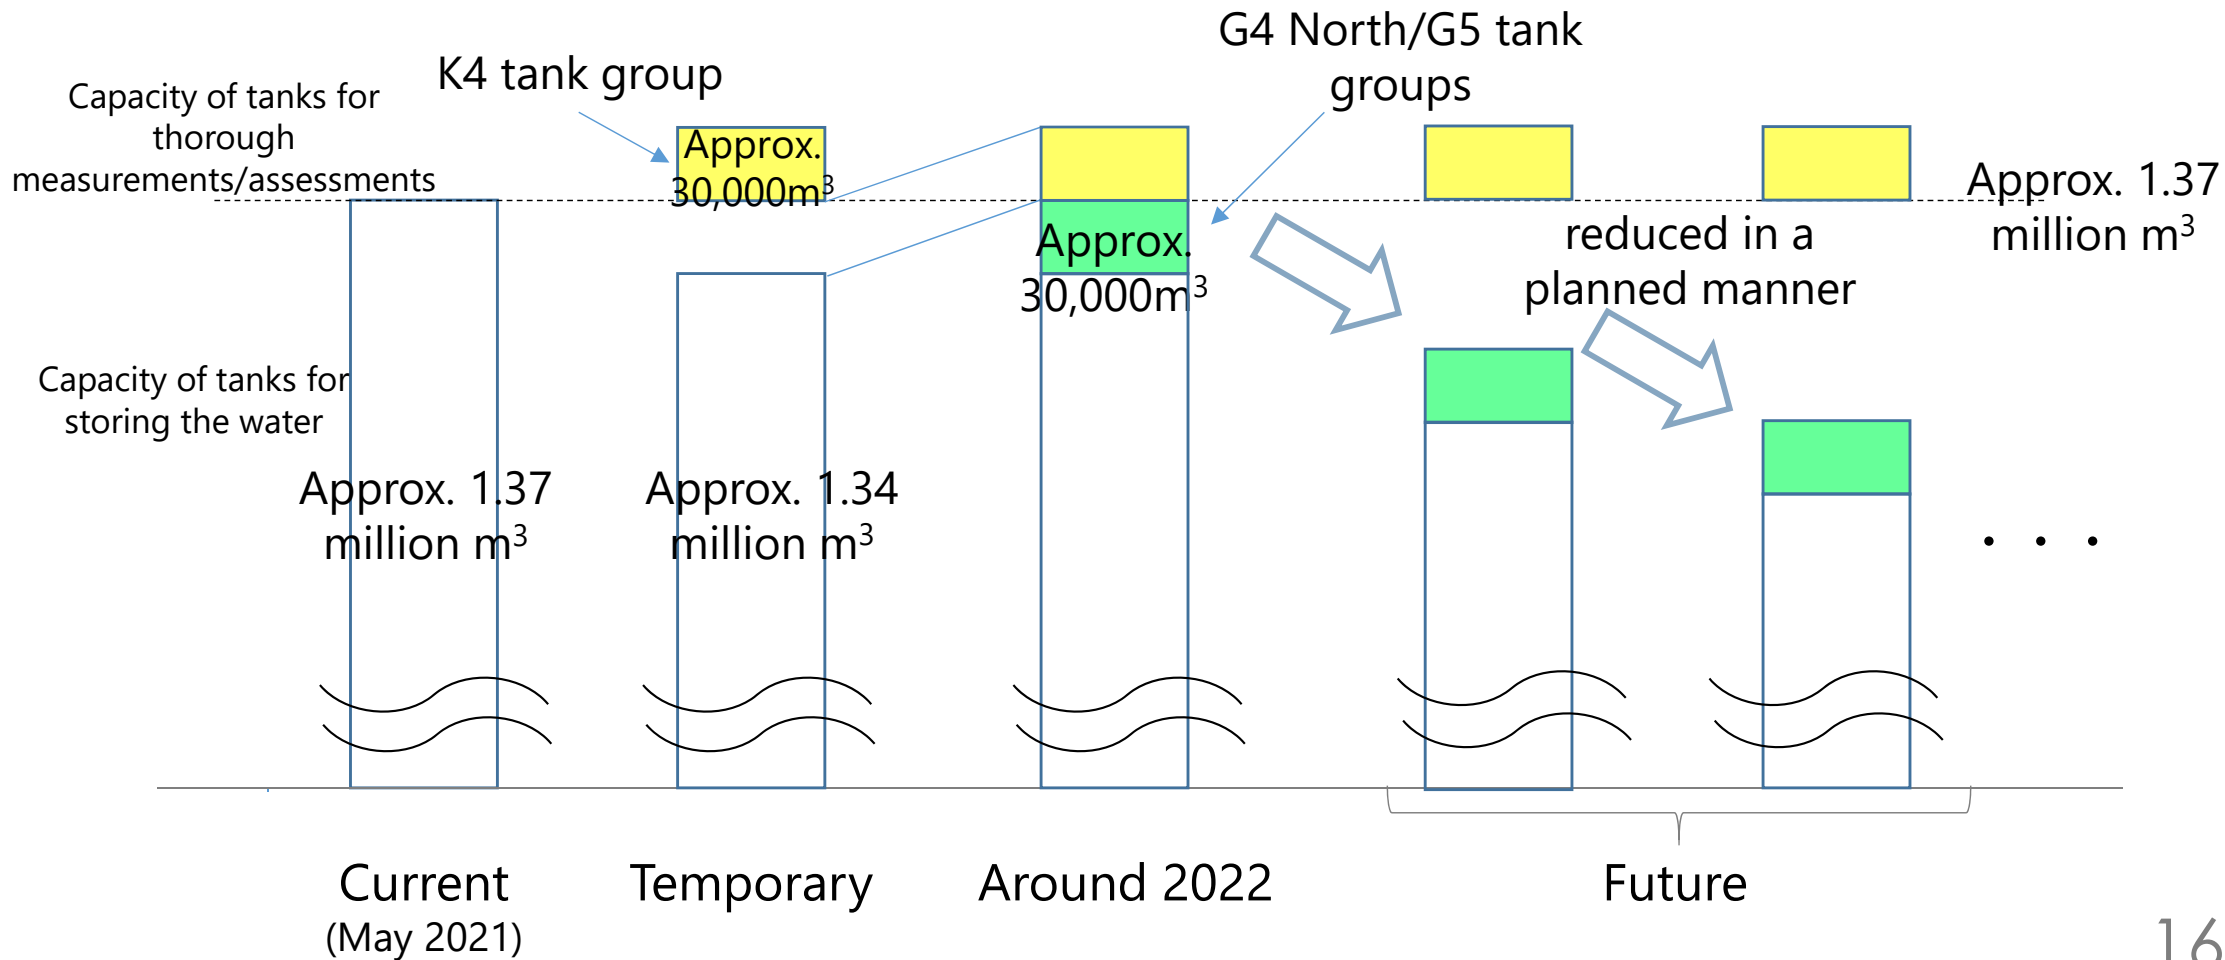 G4 North/G5 tank
groups
K4 tank group
Capacity of tanks for
thorough
measurements/assessments
Approx.
30,000m³
Approx. 1.37
million m³
Approx.
30,000m³
reduced in a
planned manner
Capacity of tanks for
storing the water
Approx. 1.37
million m³
Approx. 1.34
million m³
・・・
Current
(May 2021)
Temporary
Around 2022
Future
16